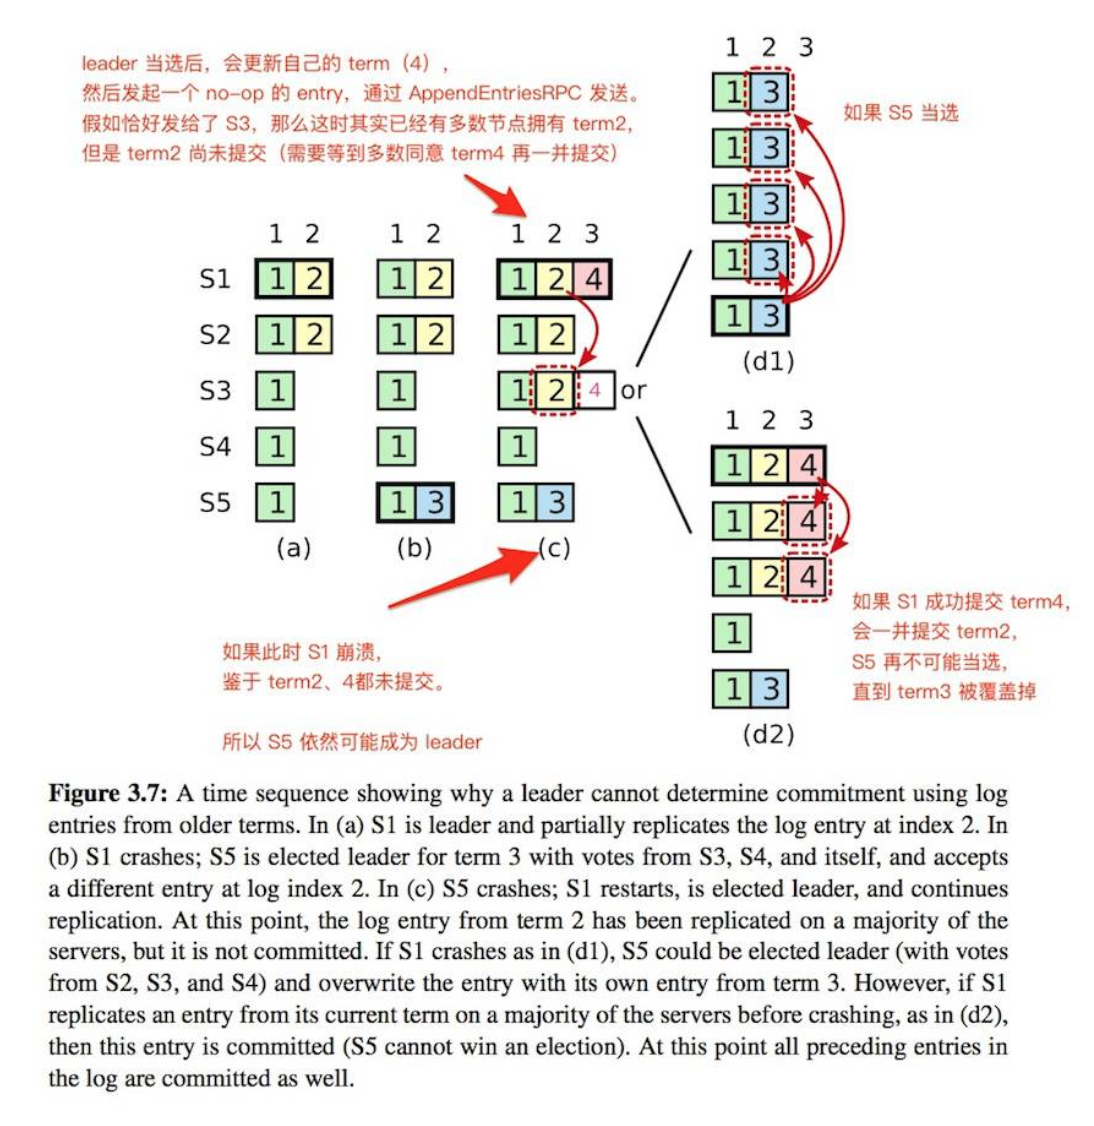 leader 当选后，会更新自己的 term（4），
然后发起一个 no-op 的 entry，通过 AppendEntriesRPC 发送。
假如恰好发给了 S3，那么这时其实已经有多数节点拥有 term2，
但是 term2 尚未提交（需要等到多数同意 term4 再一并提交）
1 2 1 2 1 2 3
S1 1 2 1 2 1 2 4
S2 1 2 1 2 1 2
S3 1 1 1 2 4 or
S4 1 1 1
S5 1 1 3 1 3
(a) (b) (c)
1 2 3
1 3
1 3
1 3
1 3
1 3
(d1)
如果 S5 当选
1 2 3
1 2 4
1 2 4
1 2 4
1
1 3
(d2)
如果 S1 成功提交 term4，
会一并提交 term2，
S5 再不可能当选，
直到 term3 被覆盖掉
如果此时 S1 崩溃，
鉴于 term2、4都未提交。
所以 S5 依然可能成为 leader
Figure 3.7: A time sequence showing why a leader cannot determine commitment using log
entries from older terms. In (a) S1 is leader and partially replicates the log entry at index 2. In
(b) S1 crashes; S5 is elected leader for term 3 with votes from S3, S4, and itself, and accepts
a different entry at log index 2. In (c) S5 crashes; S1 restarts, is elected leader, and continues
replication. At this point, the log entry from term 2 has been replicated on a majority of the
servers, but it is not committed. If S1 crashes as in (d1), S5 could be elected leader (with votes
from S2, S3, and S4) and overwrite the entry with its own entry from term 3. However, if S1
replicates an entry from its current term on a majority of the servers before crashing, as in (d2),
then this entry is committed (S5 cannot win an election). At this point all preceding entries in
the log are committed as well.